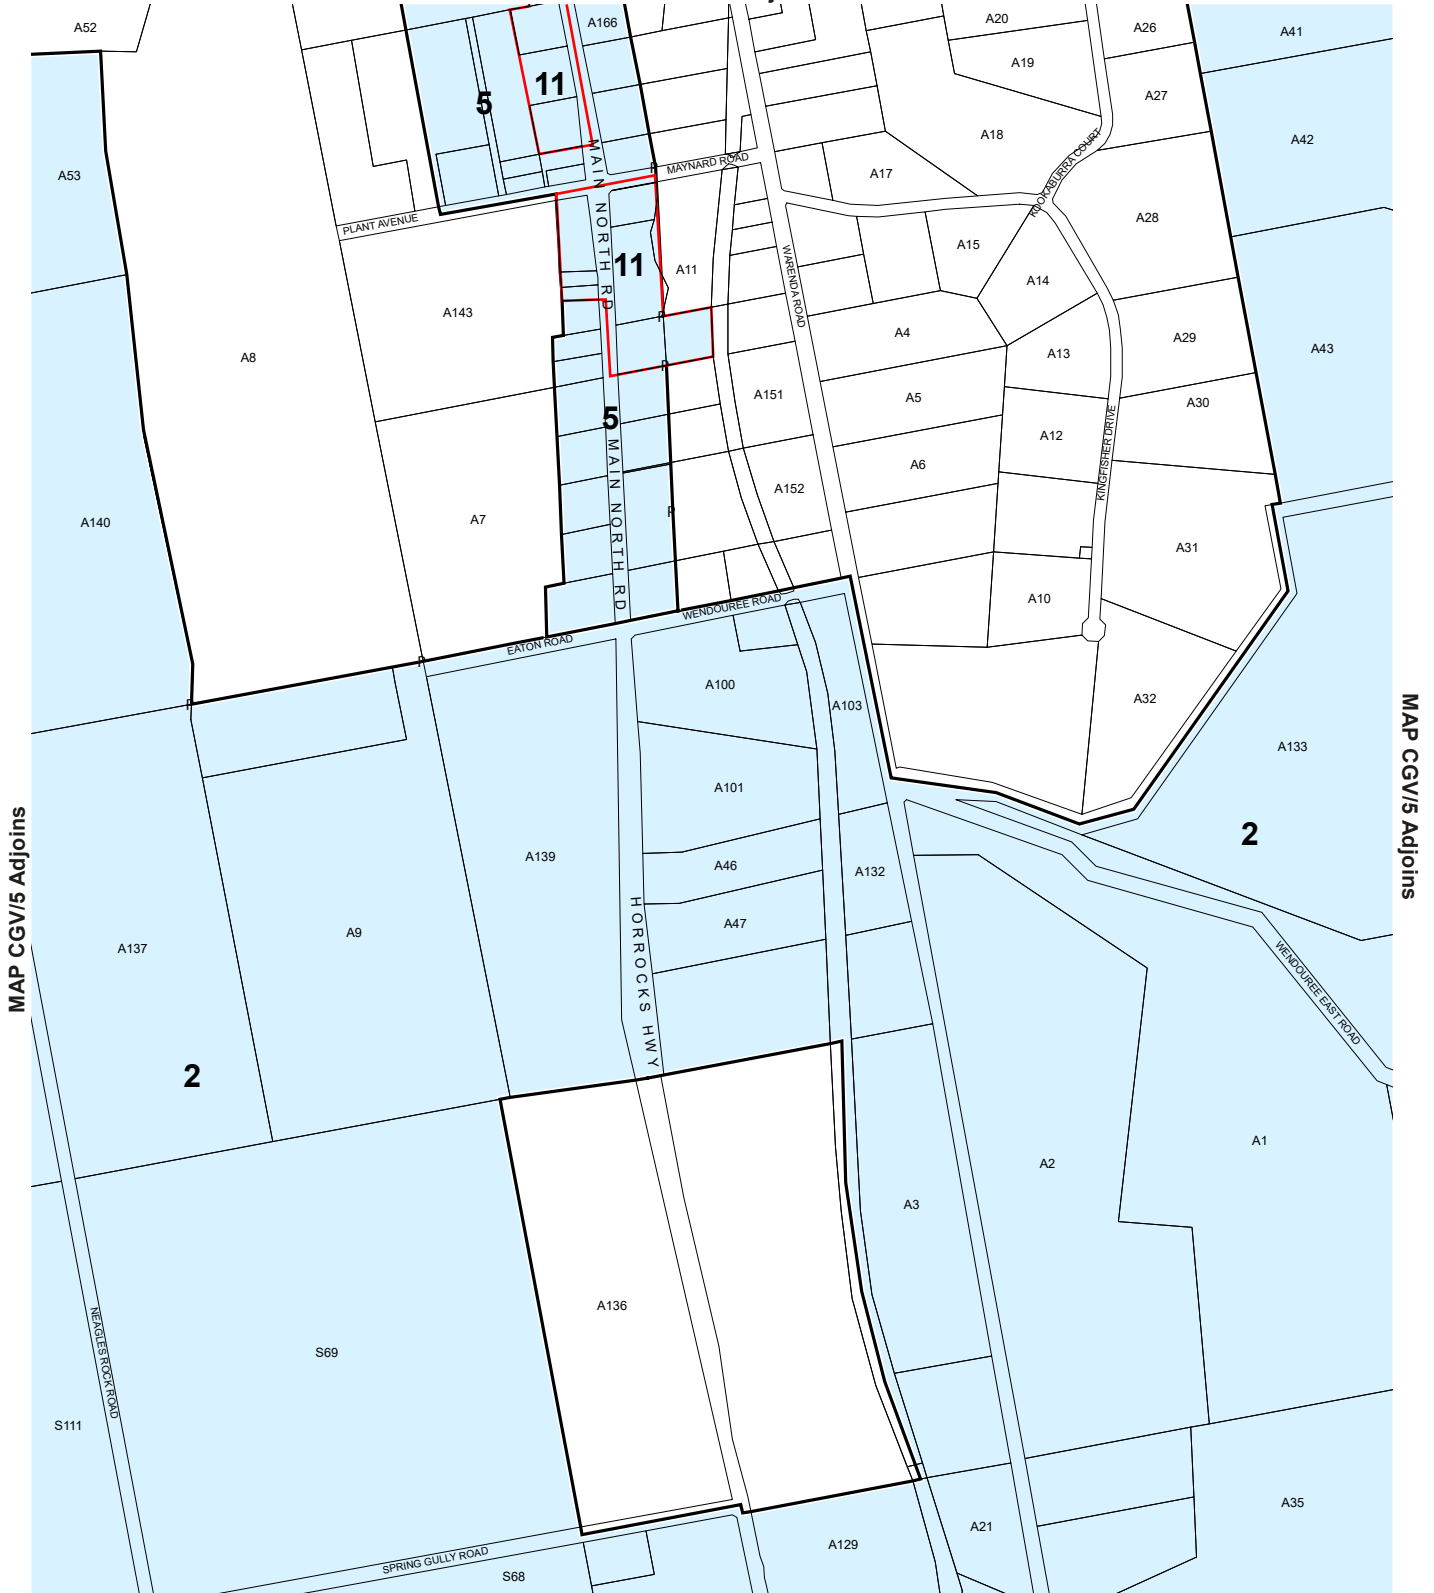 A52
A166
A20
A26
A41
A19
11
5
A27
A18
A42
MAIN NORTH RD
P
MAYNARD ROAD
KOOKABURRA COURT
A53
A17
PLANT AVENUE
A28
A15
WARENDA ROAD
11
A11
A14
A143
P
A4
A29
A43
A8
A13
P
A151
A5
A30
5
A12
KINGFISHER DRIVE
MAIN NORTH RD
A6
A152
A140
A7
P
A31
A10
WENDOUREE ROAD
EATON ROAD
P
A100
A103
A32
P
MAP CGV/5 Adjoins
A133
A101
2
MAP CGV/5 Adjoins
A139
A46
A132
A47
A9
A137
HORROCKS HWY
WENDOUREE EAST ROAD
2
A1
A2
A3
A136
NEAGLES ROCK ROAD
S69
S111
A35
A21
A129
SPRING GULLY ROAD
S68